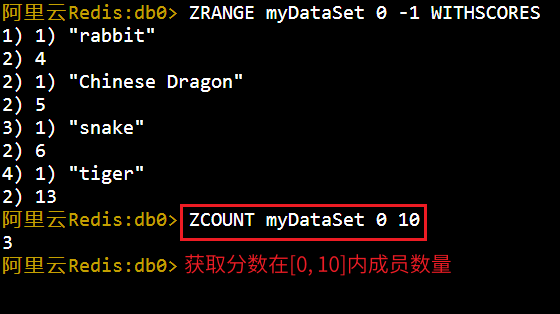 阿里云Redis:db0> ZRANGE myDataSet 0 -1 WITHSCORES
1) 1) "rabbit"
2) 4
2) 1) "Chinese Dragon"
2) 5
3) 1) "snake"
2) 6
4) 1) "tiger"
2) 13
阿里云Redis:db0> ZCOUNT myDataSet 0 10
3
阿里云Redis:db0> 获取分数在[0, 10]内成员数量